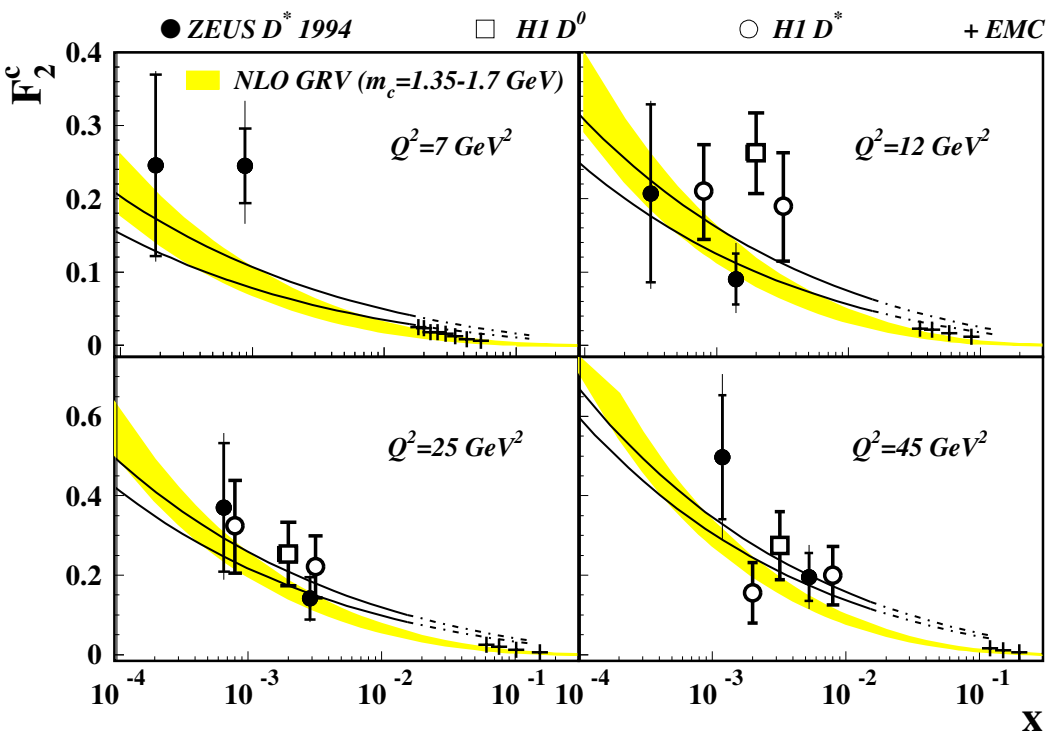 ZEUS D* 1994 H1 D⁰ H1 D* + EMC
F₂ᶜ
NLO GRV (m_c=1.35-1.7 GeV)
Q²=7 GeV²
Q²=12 GeV²
0.4
0.3
0.2
0.1
0
Q²=25 GeV²
Q²=45 GeV²
0.6
0.4
0.2
0
10⁻⁴ 10⁻³ 10⁻² 10⁻¹ 10⁻⁴ 10⁻³ 10⁻² 10⁻¹
x